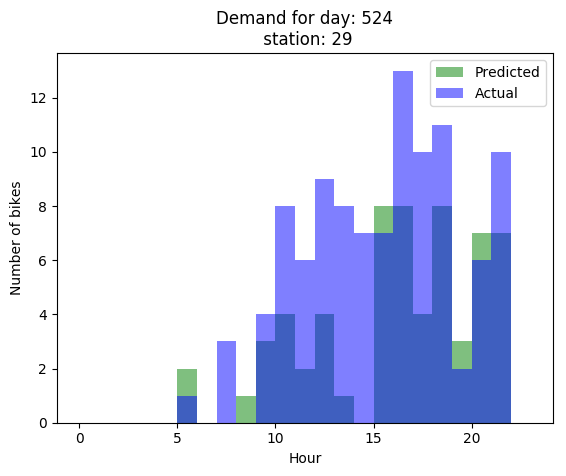 Demand for day: 524
station: 29
Predicted
Actual
12
10
8
6
4
2
0
Number of bikes
0 5 10 15 20
Hour